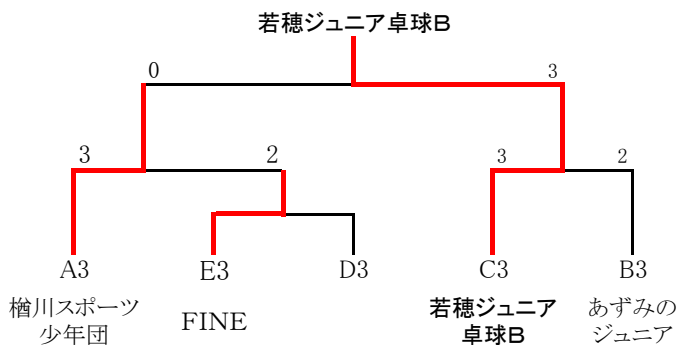 若穂ジュニア卓球B
0
3
3
2
3
2
A3
E3
D3
C3
B3
楢川スポーツ
少年団
FINE
若穂ジュニア
卓球B
あずみの
ジュニア